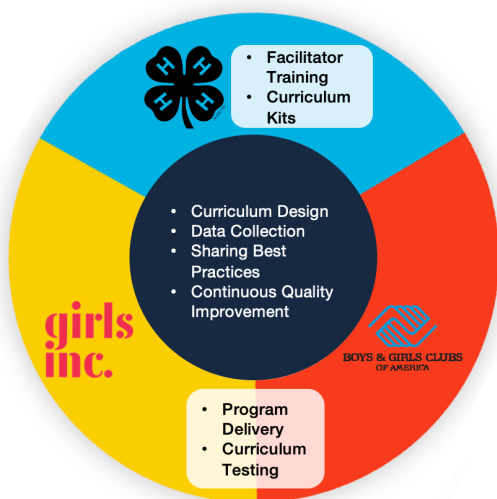 H H
H H
• Facilitator
Training
• Curriculum
Kits
• Curriculum Design
• Data Collection
• Sharing Best
Practices
• Continuous Quality
Improvement
girls
inc.
BOYS & GIRLS CLUBS
OF AMERICA
• Program
Delivery
• Curriculum
Testing